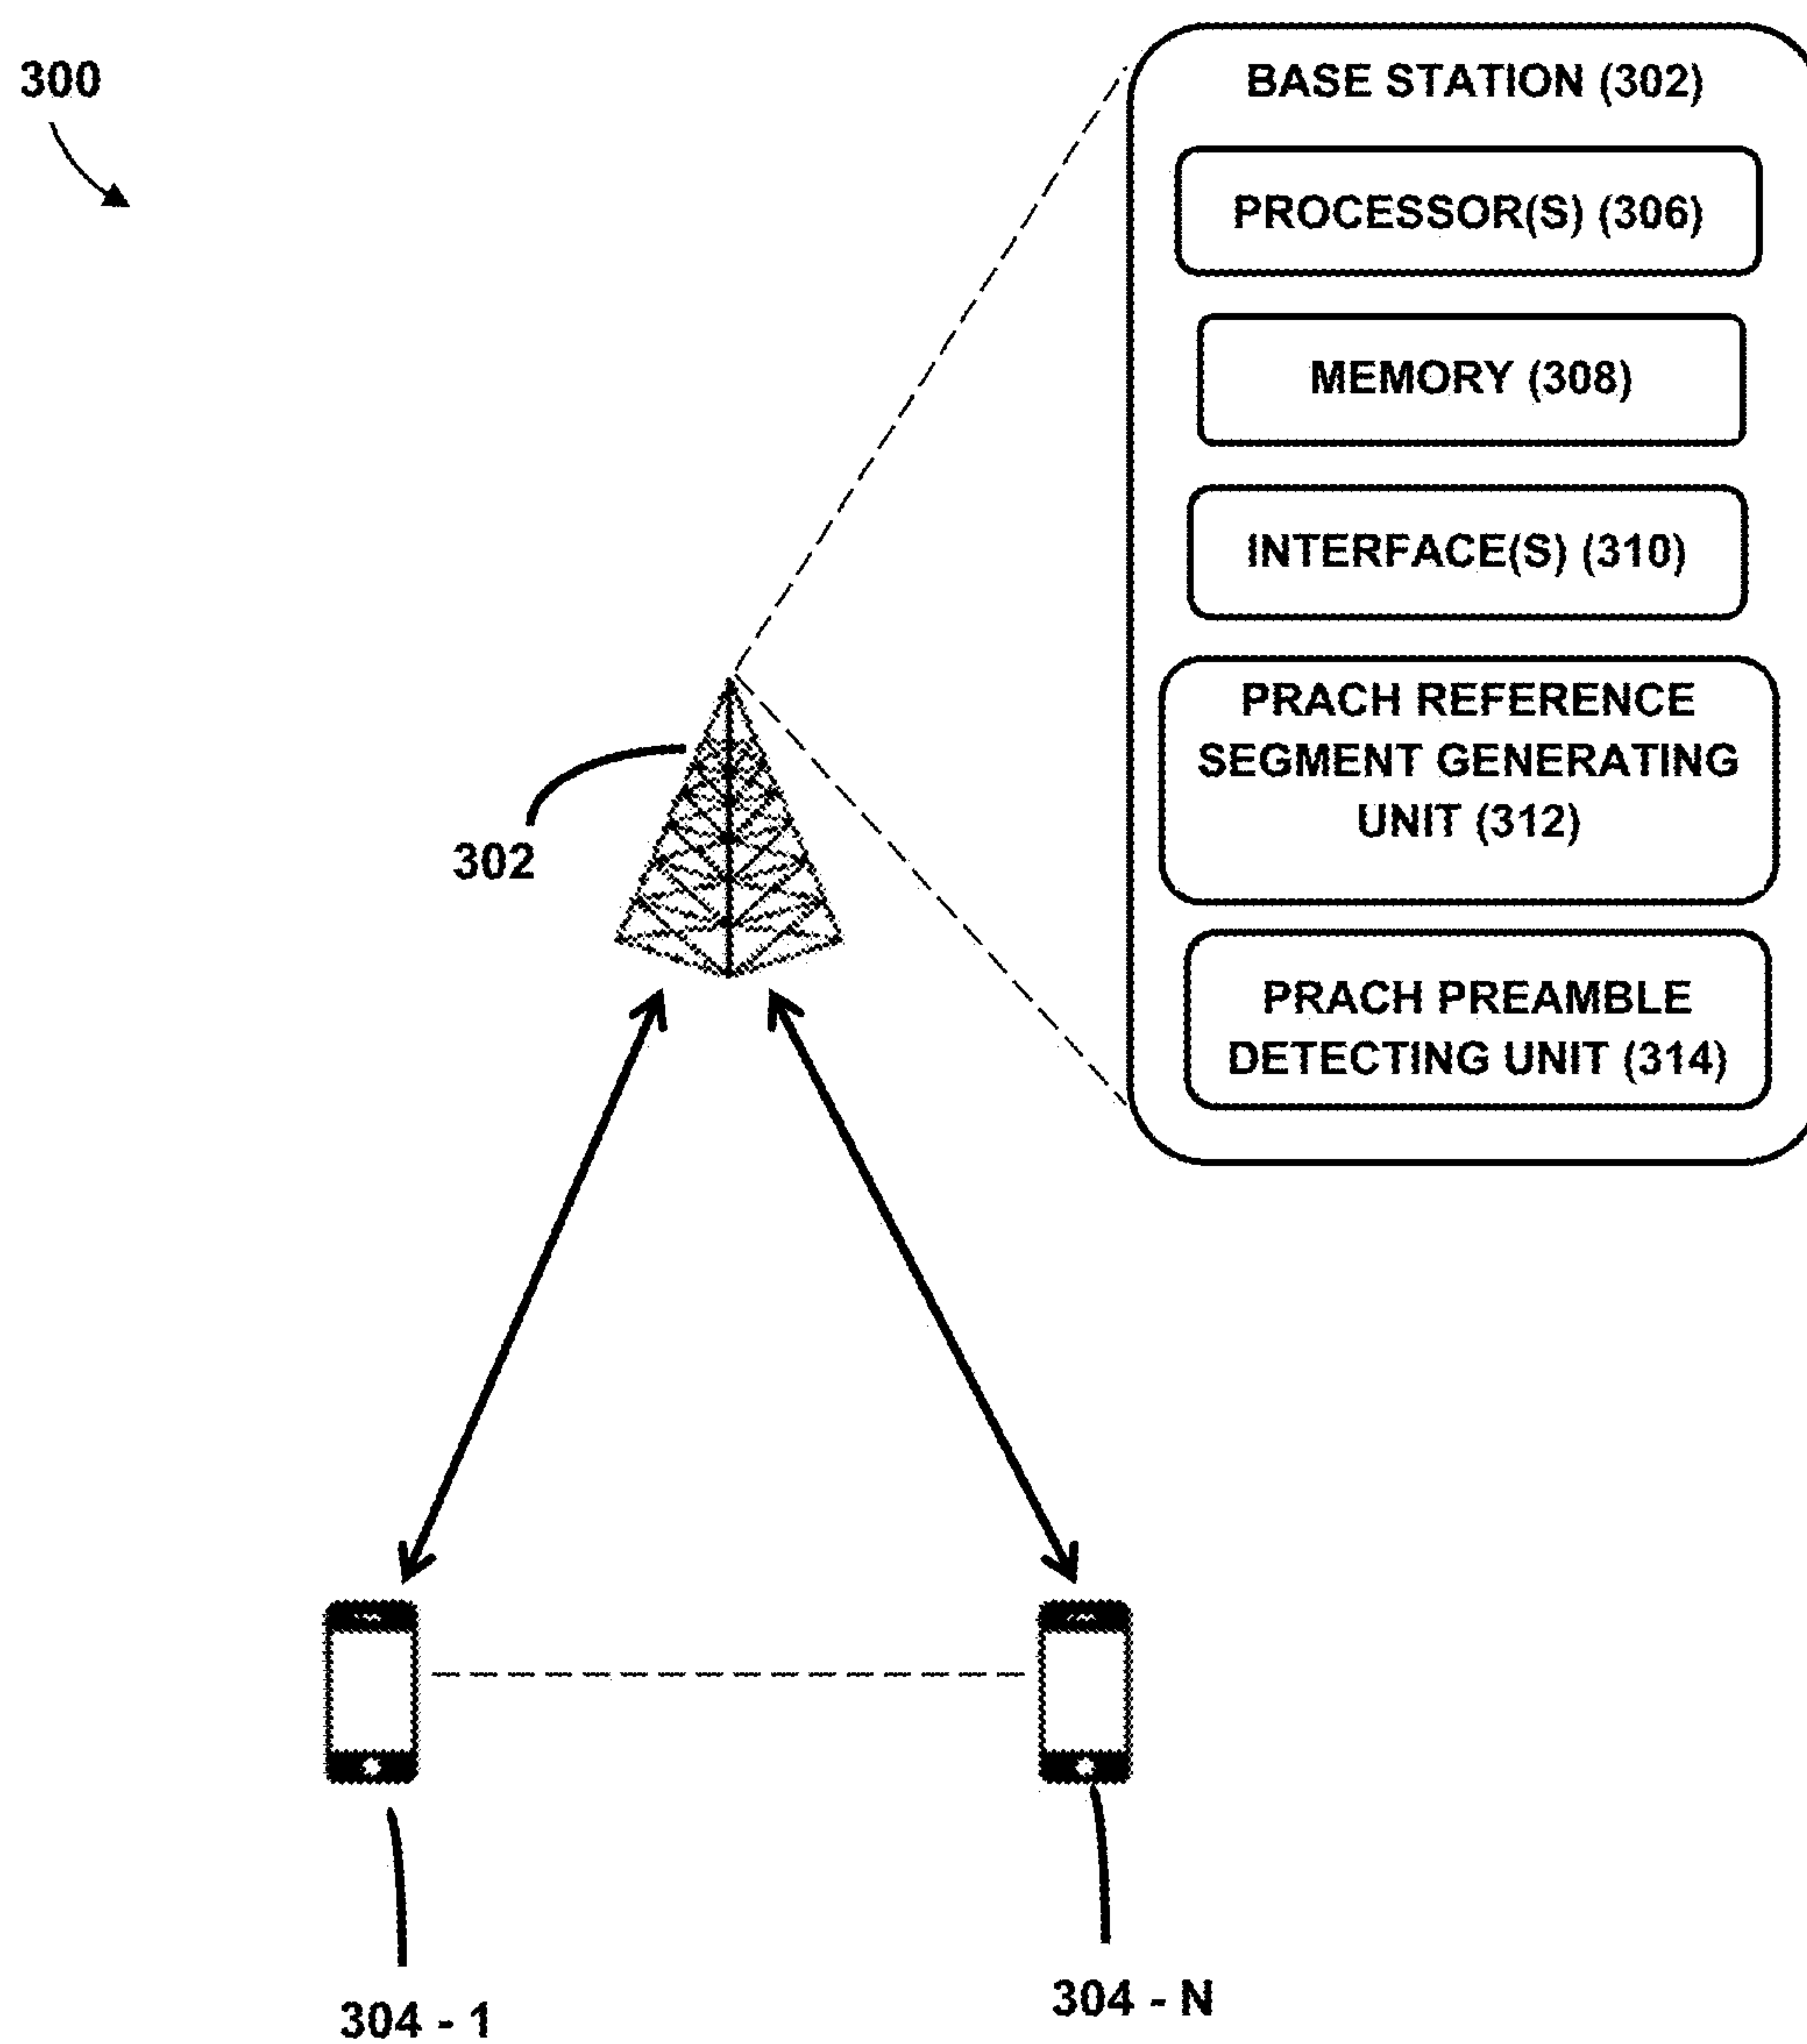 300
BASE STATION (302)
PROCESSOR(S) (306)
MEMORY (308)
INTERFACE(S) (310)
PRACH REFERENCE
SEGMENT GENERATING
UNIT (312)
302
PRACH PREAMBLE
DETECTING UNIT (314)
304 - 1
304 - N